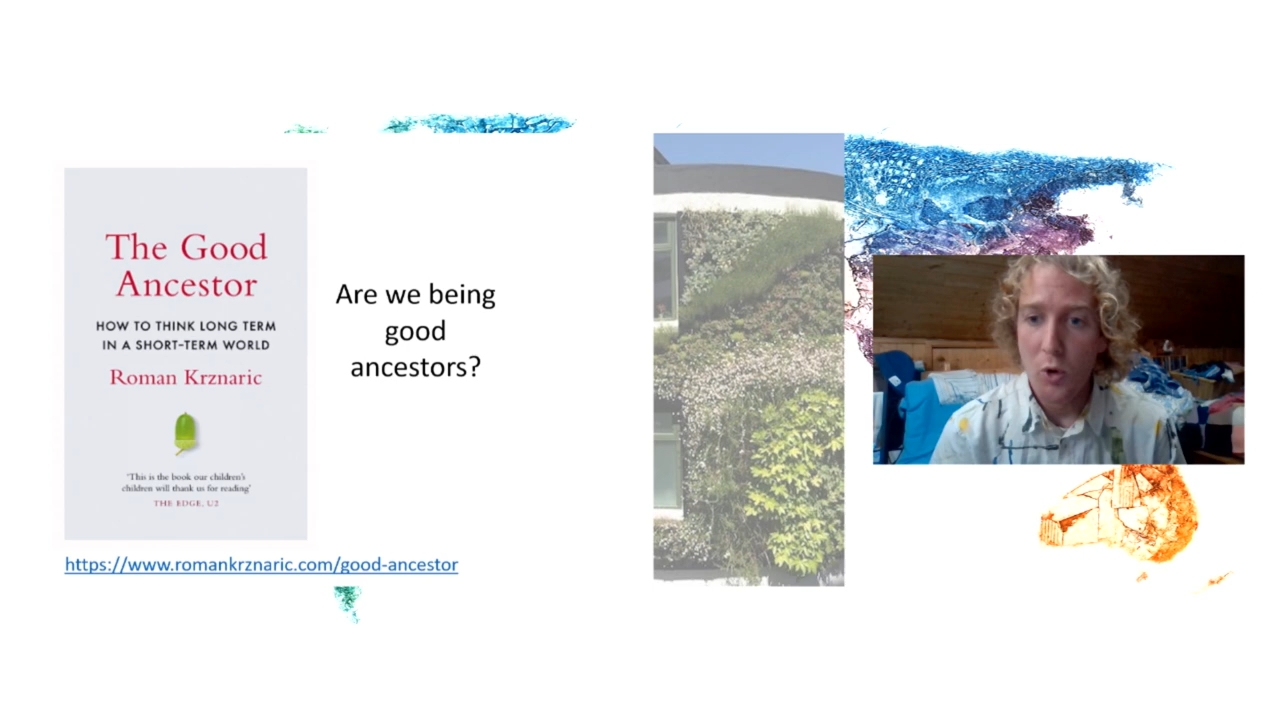 The Good
Ancestor
HOW TO THINK LONG TERM
IN A SHORT-TERM WORLD
Roman Krznaric
'This is the book our children's
children will thank us for reading'
THE EDGE, U2
Are we being
good
ancestors?
https://www.romankrznaric.com/good-ancestor